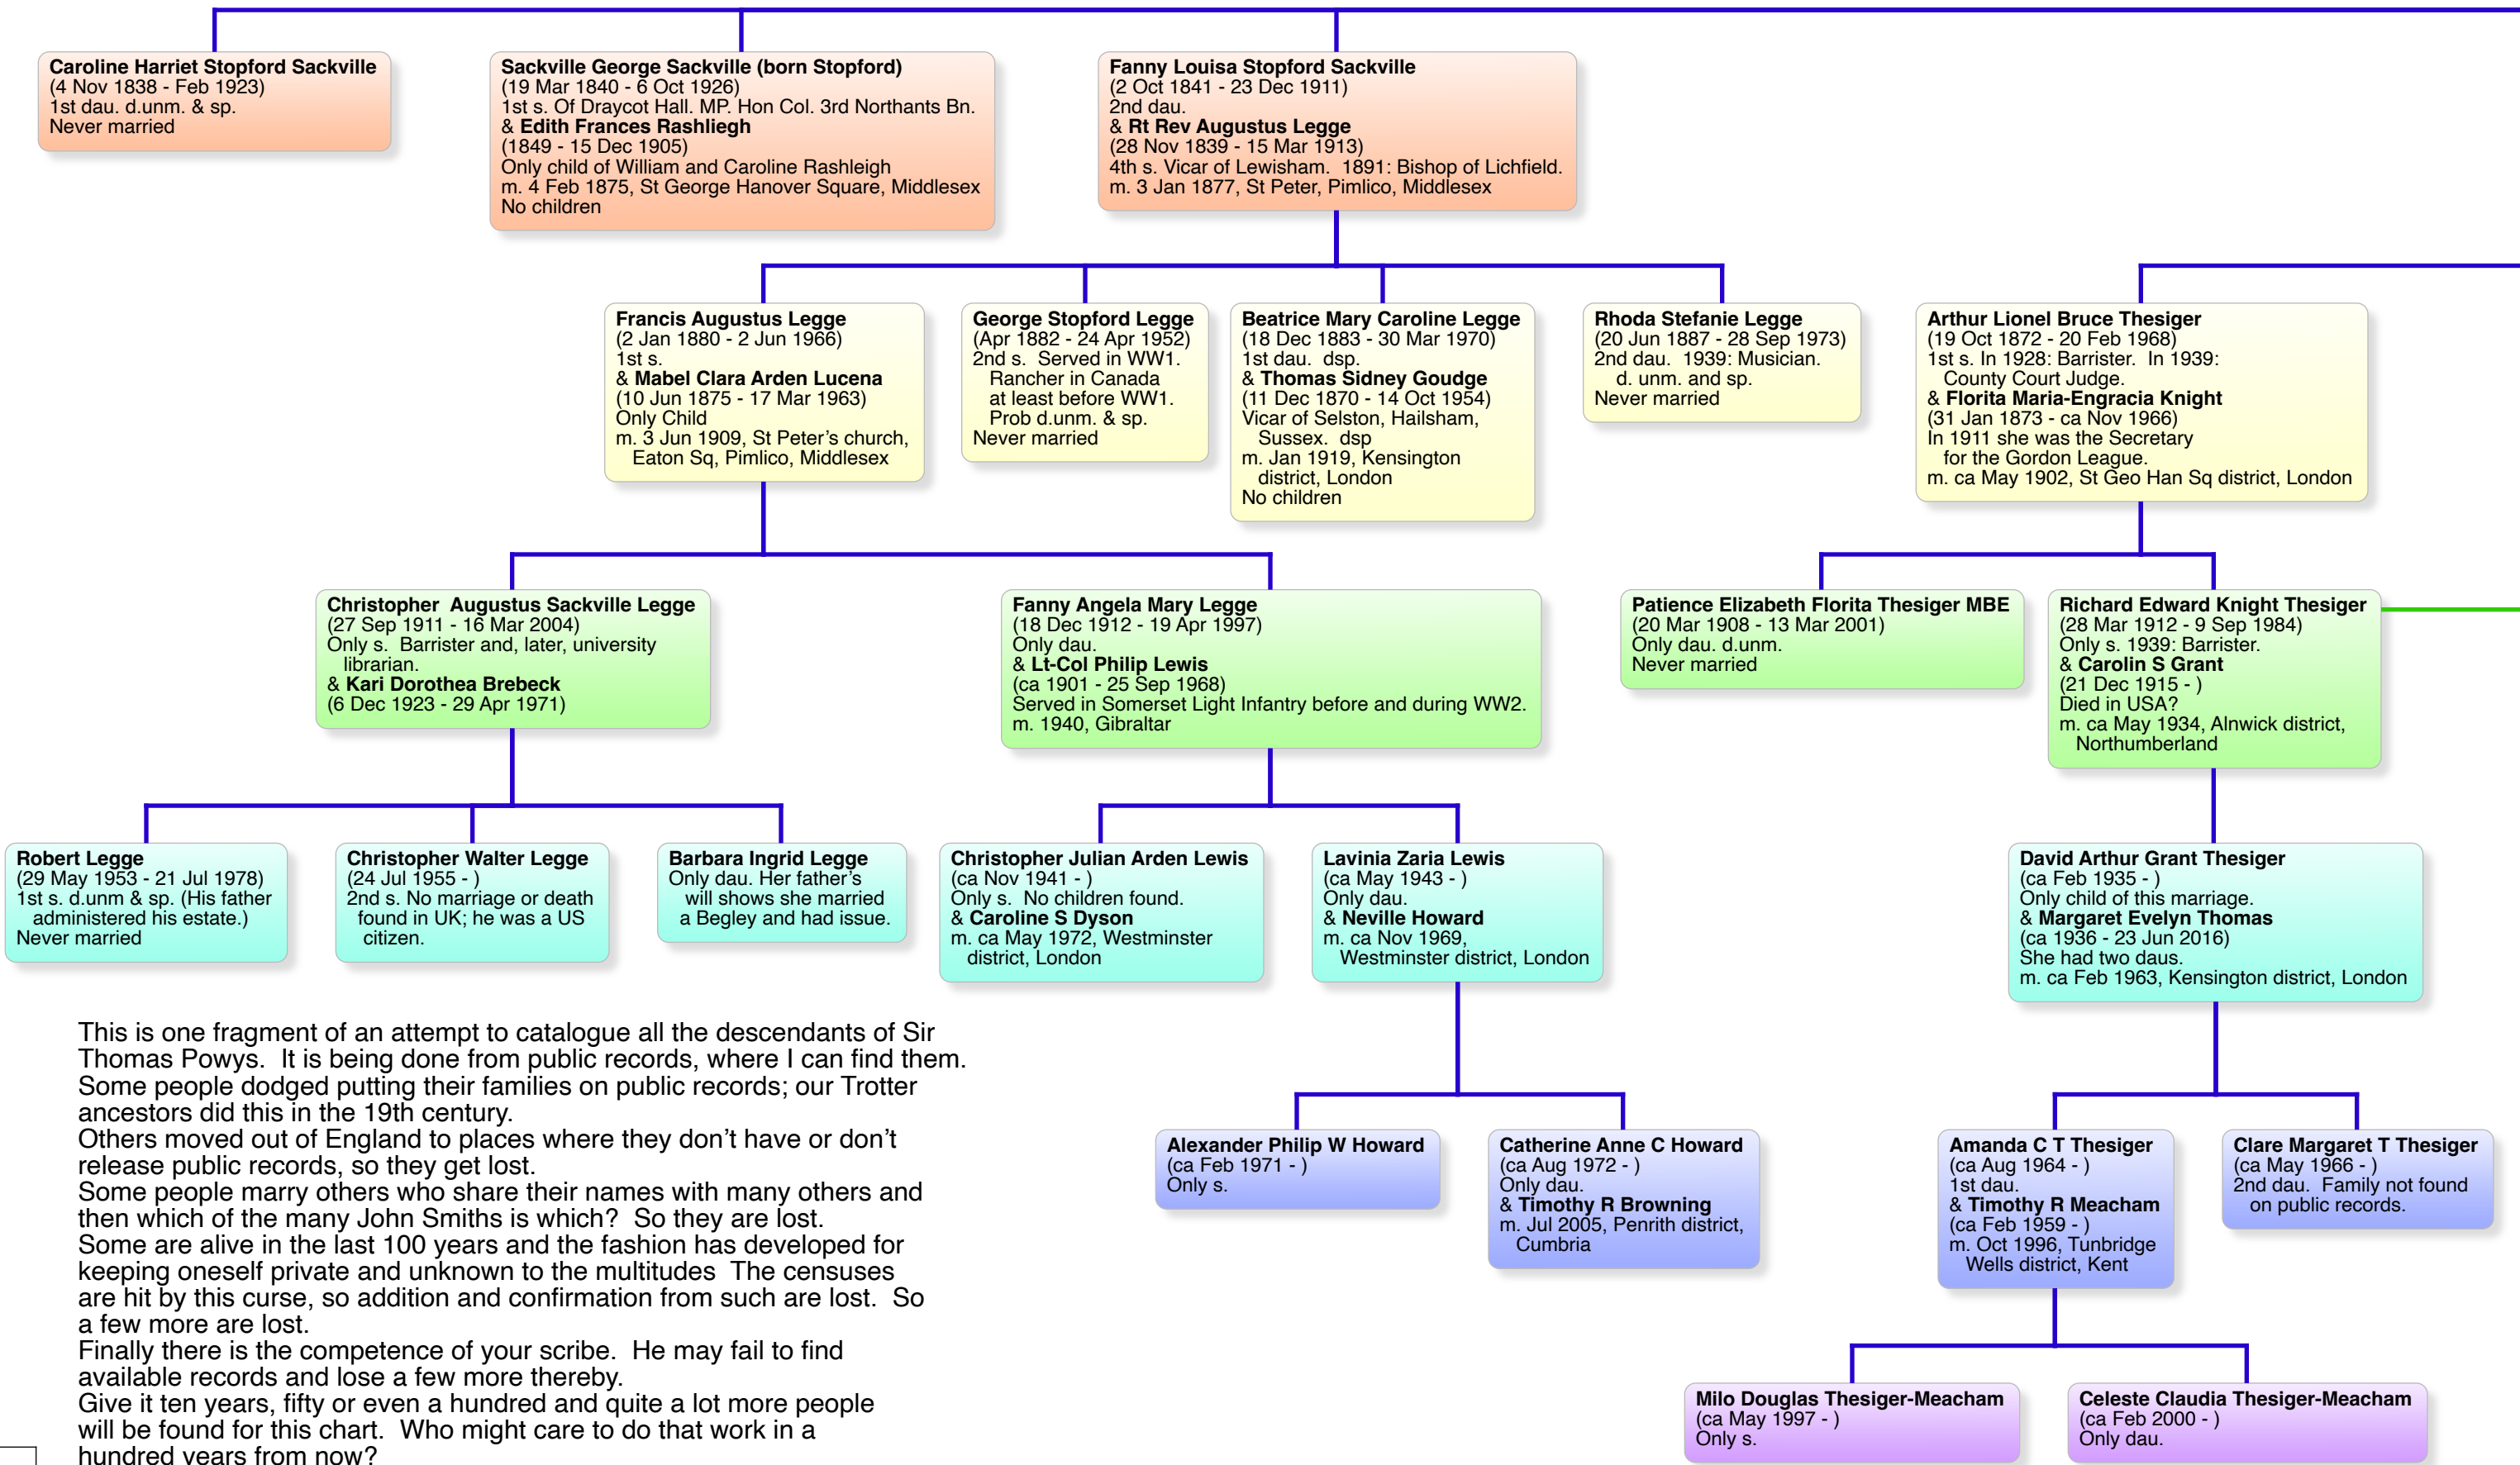 Caroline Harriet Stopford Sackville
(4 Nov 1838 - Feb 1923)
1st dau. d.unm. & sp.
Never married
Sackville George Sackville (born Stopford)
(19 Mar 1840 - 6 Oct 1926)
1st s. Of Draycot Hall. MP. Hon Col. 3rd Northants Bn.
& Edith Frances Rashliegh
(1849 - 15 Dec 1905)
Only child of William and Caroline Rashleigh
m. 4 Feb 1875, St George Hanover Square, Middlesex
No children
Fanny Louisa Stopford Sackville
(2 Oct 1841 - 23 Dec 1911)
2nd dau.
& Rt Rev Augustus Legge
(28 Nov 1839 - 15 Mar 1913)
4th s. Vicar of Lewisham. 1891: Bishop of Lichfield.
m. 3 Jan 1877, St Peter, Pimlico, Middlesex
Francis Augustus Legge
(2 Jan 1880 - 2 Jun 1966)
1st s.
& Mabel Clara Arden Lucena
(10 Jun 1875 - 17 Mar 1963)
Only Child
m. 3 Jun 1909, St Peter's church,
Eaton Sq, Pimlico, Middlesex
George Stopford Legge
(Apr 1882 - 24 Apr 1952)
2nd s. Served in WW1.
Rancher in Canada
at least before WW1.
Prob d.unm. & sp.
Never married
Beatrice Mary Caroline Legge
(18 Dec 1883 - 30 Mar 1970)
1st dau. dsp.
& Thomas Sidney Goudge
(11 Dec 1870 - 14 Oct 1954)
Vicar of Selston, Hailsham,
Sussex. dsp
m. Jan 1919, Kensington
district, London
No children
Rhoda Stefanie Legge
(20 Jun 1887 - 28 Sep 1973)
2nd dau. 1939: Musician.
d. unm. and sp.
Never married
Arthur Lionel Bruce Thesiger
(19 Oct 1872 - 20 Feb 1968)
1st s. In 1928: Barrister. In 1939:
County Court Judge.
& Florita Maria-Engracia Knight
(31 Jan 1873 - ca Nov 1966)
In 1911 she was the Secretary
for the Gordon League.
m. ca May 1902, St Geo Han Sq district, London
Christopher Augustus Sackville Legge
(27 Sep 1911 - 16 Mar 2004)
Only s. Barrister and, later, university
librarian.
& Kari Dorothea Brebeck
(6 Dec 1923 - 29 Apr 1971)
Fanny Angela Mary Legge
(18 Dec 1912 - 19 Apr 1997)
Only dau.
& Lt-Col Philip Lewis
(ca 1901 - 25 Sep 1968)
Served in Somerset Light Infantry before and during WW2.
m. 1940, Gibraltar
Patience Elizabeth Florita Thesiger MBE
(20 Mar 1908 - 13 Mar 2001)
Only dau. d.unm.
Never married
Richard Edward Knight Thesiger
(28 Mar 1912 - 9 Sep 1984)
Only s. 1939: Barrister.
& Carolin S Grant
(21 Dec 1915 - )
Died in USA?
m. ca May 1934, Alnwick district,
Northumberland
Robert Legge
(29 May 1953 - 21 Jul 1978)
1st s. d.unm & sp. (His father
administered his estate.)
Never married
Christopher Walter Legge
(24 Jul 1955 - )
2nd s. No marriage or death
found in UK; he was a US
citizen.
Barbara Ingrid Legge
Only dau. Her father's
will shows she married
a Begley and had issue.
Christopher Julian Arden Lewis
(ca Nov 1941 - )
Only s. No children found.
& Caroline S Dyson
m. ca May 1972, Westminster
district, London
Lavinia Zaria Lewis
(ca May 1943 - )
Only dau.
& Neville Howard
m. ca Nov 1969,
Westminster district, London
David Arthur Grant Thesiger
(ca Feb 1935 - )
Only child of this marriage.
& Margaret Evelyn Thomas
(ca 1936 - 23 Jun 2016)
She had two daus.
m. ca Feb 1963, Kensington district, London
This is one fragment of an attempt to catalogue all the descendants of Sir
Thomas Powys. It is being done from public records, where I can find them.
Some people dodged putting their families on public records; our Trotter
ancestors did this in the 19th century.
Others moved out of England to places where they don't have or don't
release public records, so they get lost.
Some people marry others who share their names with many others and
then which of the many John Smiths is which? So they are lost.
Some are alive in the last 100 years and the fashion has developed for
keeping oneself private and unknown to the multitudes The censuses
are hit by this curse, so addition and confirmation from such are lost. So
a few more are lost.
Finally there is the competence of your scribe. He may fail to find
available records and lose a few more thereby.
Give it ten years, fifty or even a hundred and quite a lot more people
will be found for this chart. Who might care to do that work in a
hundred years from now?
Alexander Philip W Howard
(ca Feb 1971 - )
Only s.
Catherine Anne C Howard
(ca Aug 1972 - )
Only dau.
& Timothy R Browning
m. Jul 2005, Penrith district,
Cumbria
Amanda C T Thesiger
(ca Aug 1964 - )
1st dau.
& Timothy R Meacham
(ca Feb 1959 - )
m. Oct 1996, Tunbridge
Wells district, Kent
Clare Margaret T Thesiger
(ca May 1966 - )
2nd dau. Family not found
on public records.
Milo Douglas Thesiger-Meacham
(ca May 1997 - )
Only s.
Celeste Claudia Thesiger-Meacham
(ca Feb 2000 - )
Only dau.